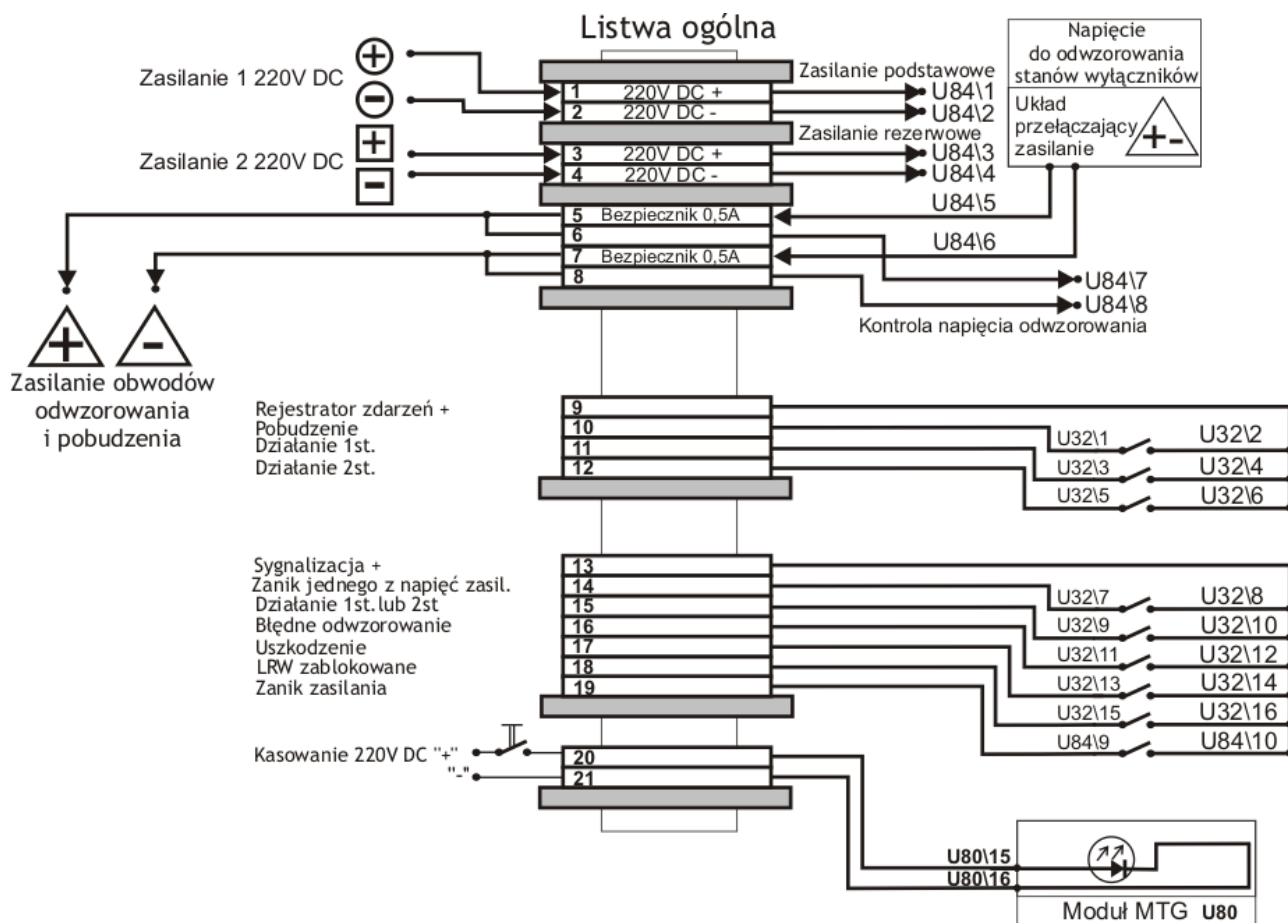 Listwa ogólna
Zasilanie 1 220V DC
+
-
Zasilanie 2 220V DC
+
-
1 220V DC +
2 220V DC -
3 220V DC +
4 220V DC -
5 Bezpiecznik 0,5A
6
7 Bezpiecznik 0,5A
8
Zasilanie podstawowe
U84\1
U84\2
Zasilanie rezerwowe
U84\3
U84\4
U84\5
U84\6
U84\7
U84\8
Kontrola napięcia odwzorowania
Napięcie
do odwzorowania
stanów wyłączników
Układ
przełączający
zasilanie
+ -
+
-
Zasilanie obwodów
odwzorowania
i pobudzenia
Rejestrator zdarzeń + 9
Pobudzenie 10
Działanie 1st. 11
Działanie 2st. 12
U32\1 U32\2
U32\3 U32\4
U32\5 U32\6
Sygnalizacja + 13
Zanik jednego z napięć zasil. 14
Działanie 1st. lub 2st 15
Błędne odwzorowanie 16
Uszkodzenie 17
LRW zablokowane 18
Zanik zasilania 19
U32\7 U32\8
U32\9 U32\10
U32\11 U32\12
U32\13 U32\14
U32\15 U32\16
U84\9 U84\10
Kasowanie 220V DC "+" 20
"-" 21
U80\15
U80\16
Moduł MTG U80